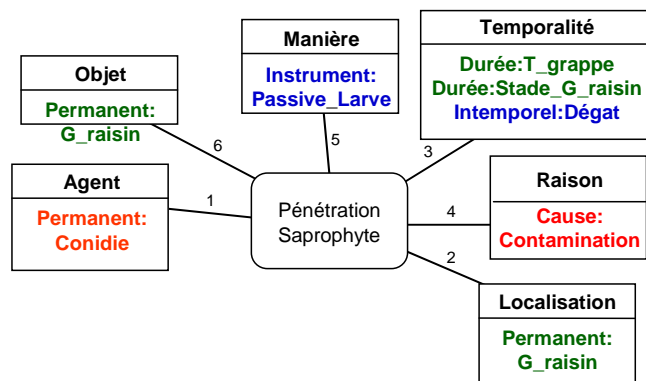 Temporalité
Durée:T_grappe
Durée:Stade_G_raisin
Intemporel:Dégat
Manière
Instrument:
Passive_Larve
Objet
Permanent:
G_raisin
6
5
3
Agent
Permanent:
Conidie
1
Pénétration
Saprophyte
4
Raison
Cause:
Contamination
2
Localisation
Permanent:
G_raisin